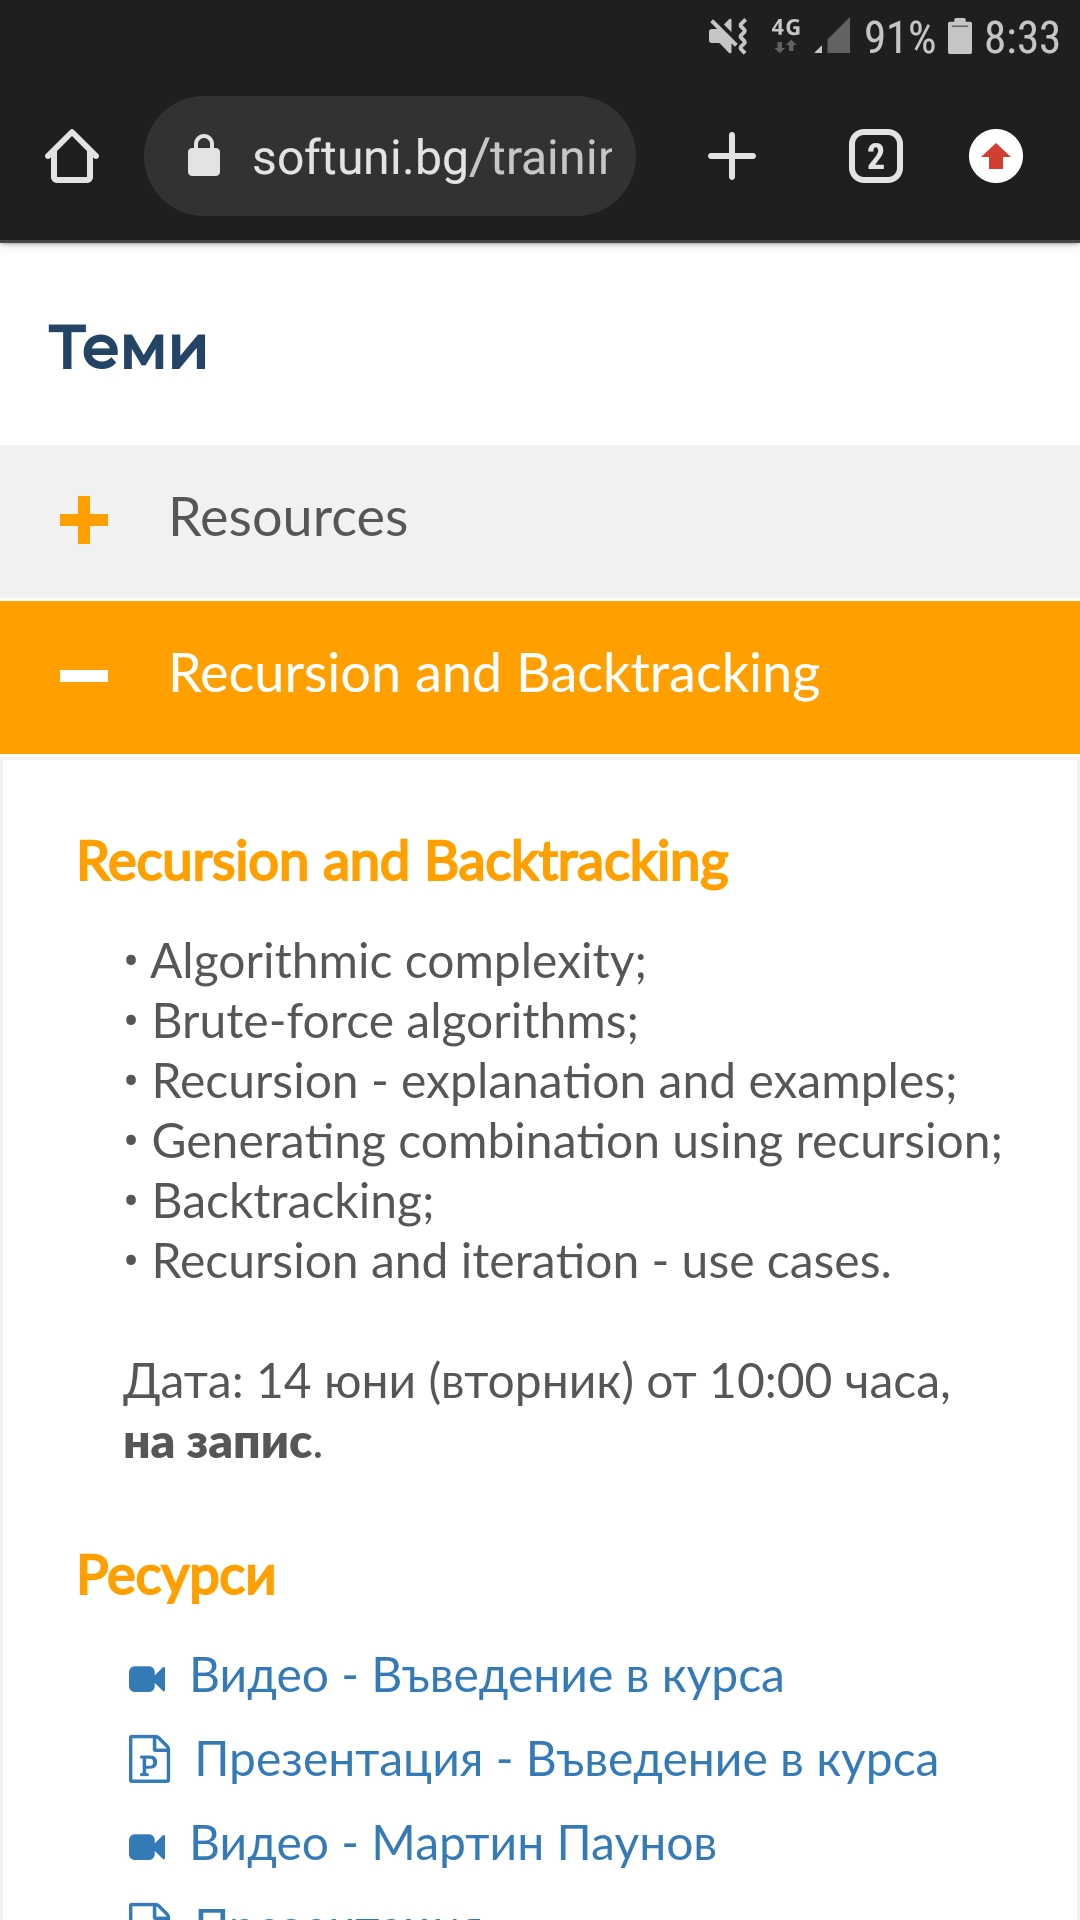 4G 91% 8:33
softuni.bg/trainir
2
Теми
Resources
Recursion and Backtracking
Recursion and Backtracking
• Algorithmic complexity;
• Brute-force algorithms;
• Recursion - explanation and examples;
• Generating combination using recursion;
• Backtracking;
• Recursion and iteration - use cases.
Дата: 14 юни (вторник) от 10:00 часа,
на запис.
Ресурси
Видео - Въведение в курса
Презентация - Въведение в курса
Видео - Мартин Паунов